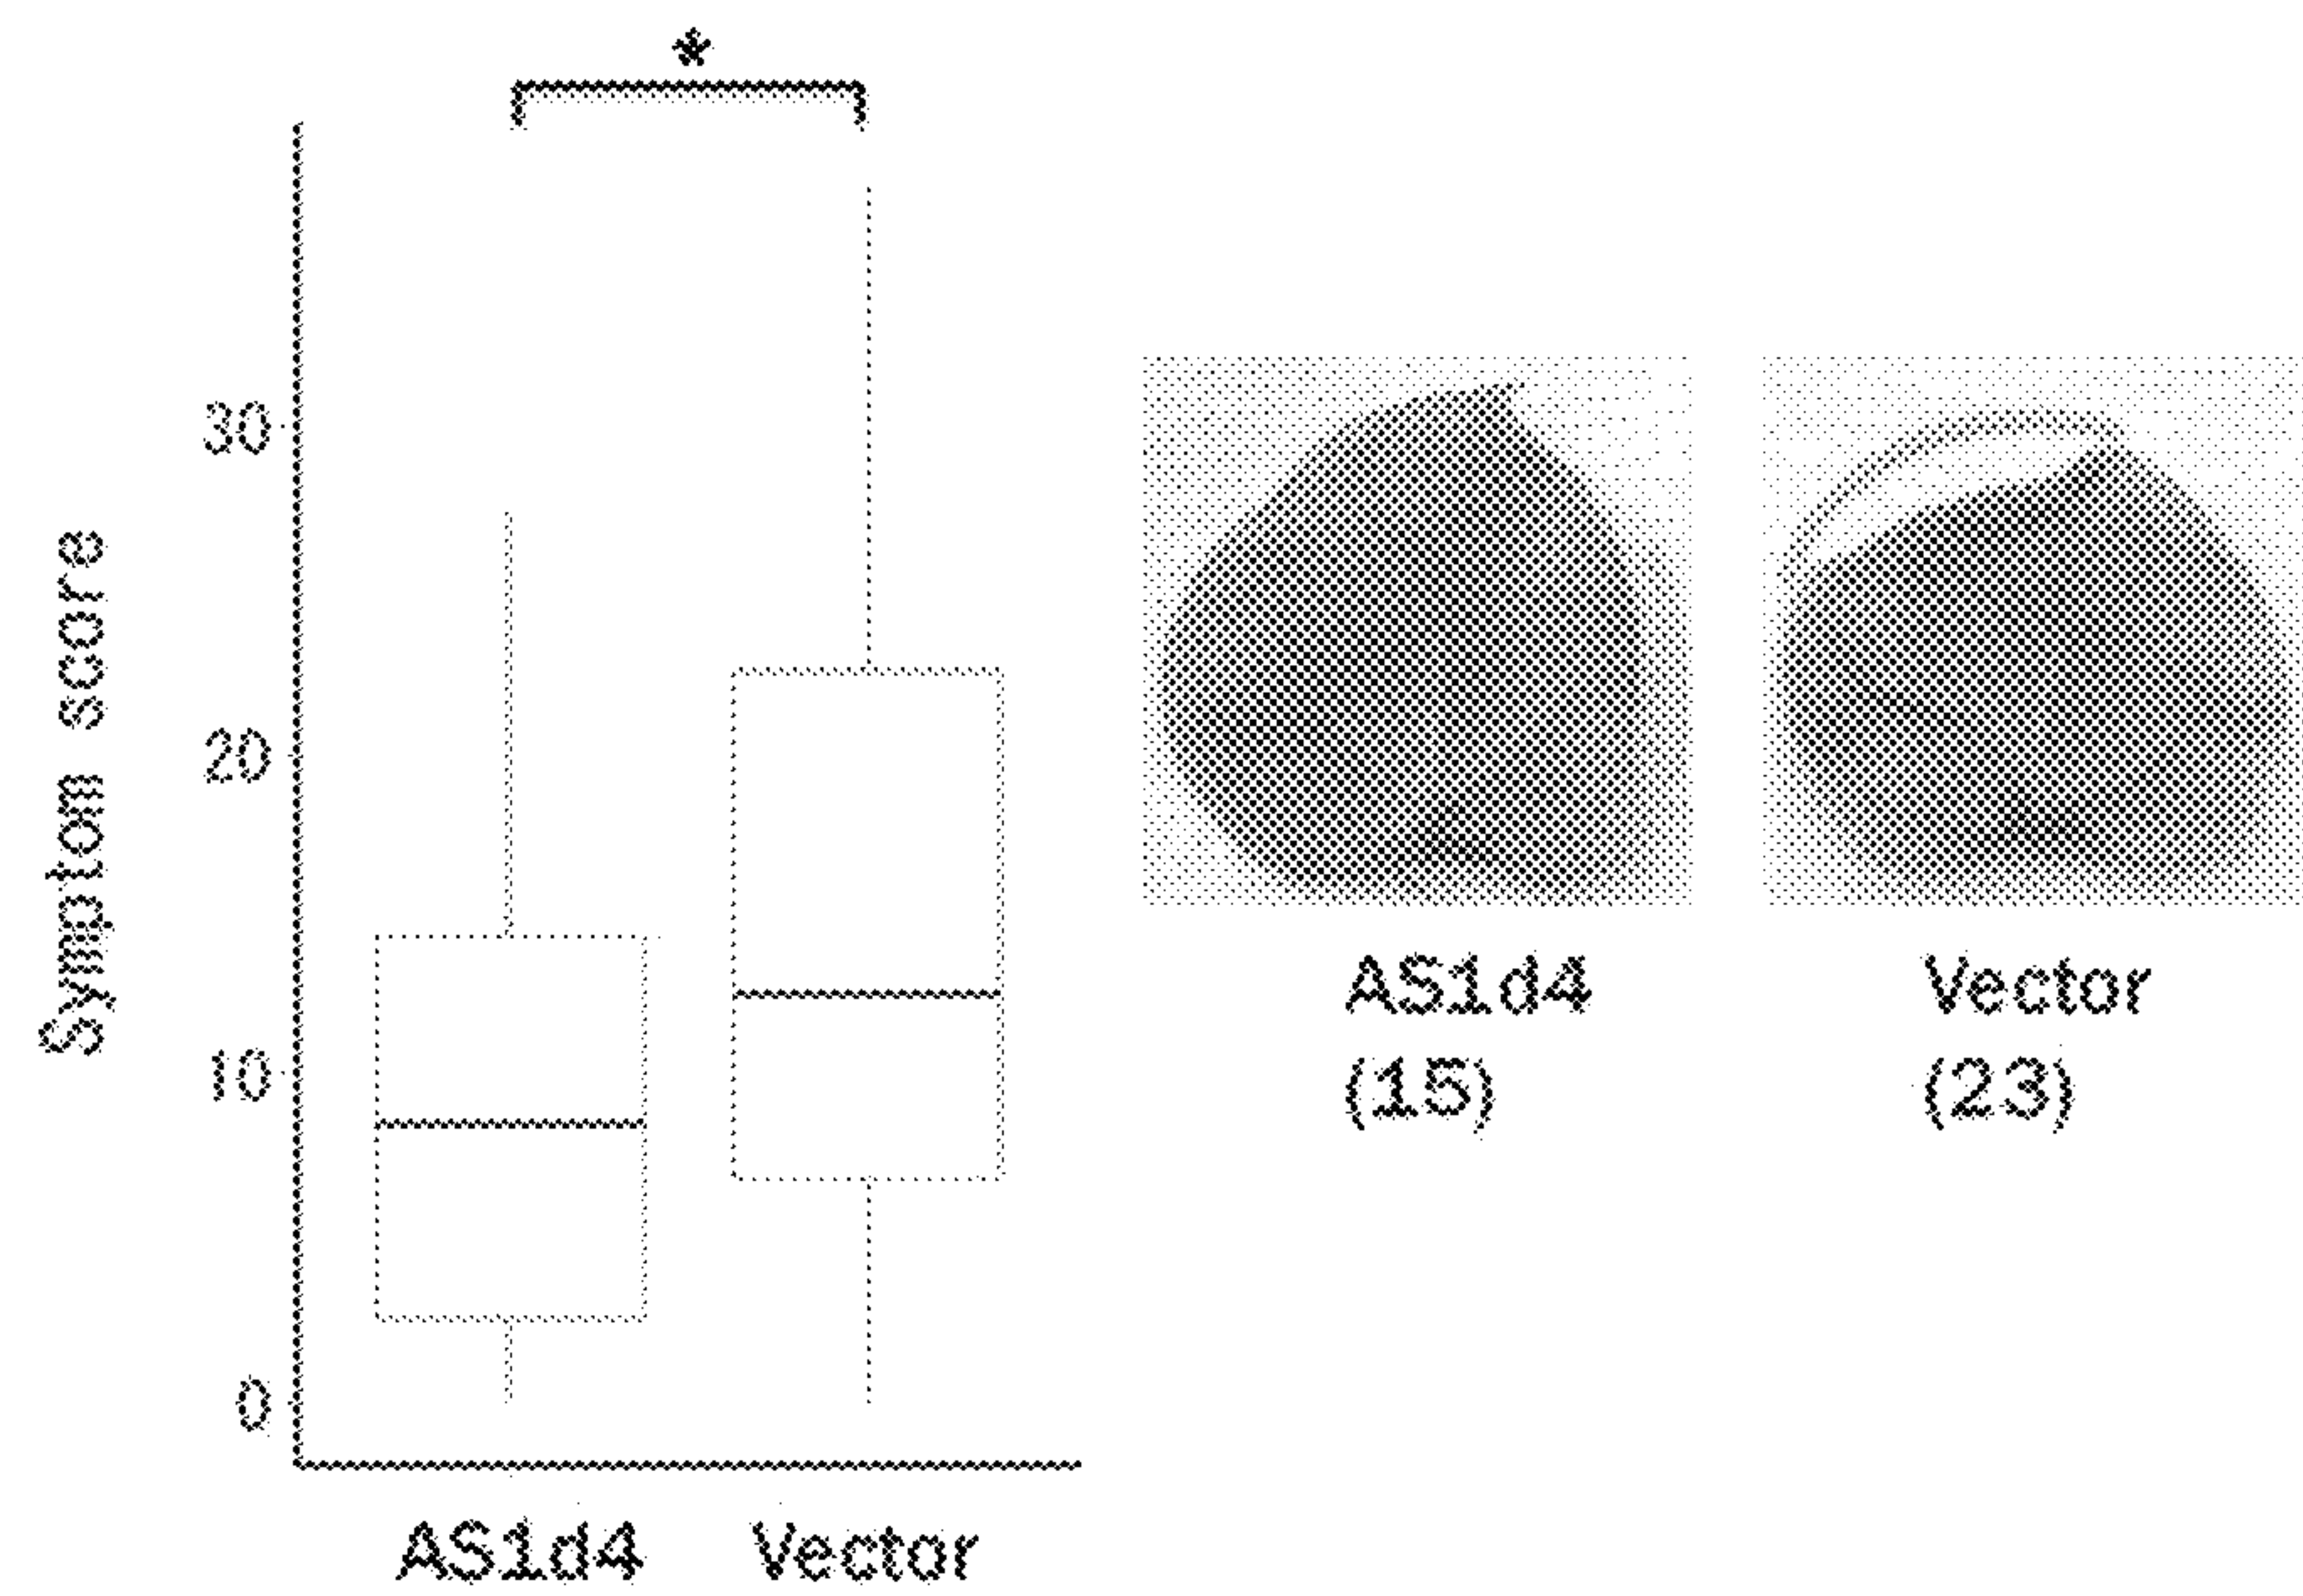 *
Symptom score
30
20
10
0
AS1d4 Vector
AS1d4
(15)
Vector
(23)